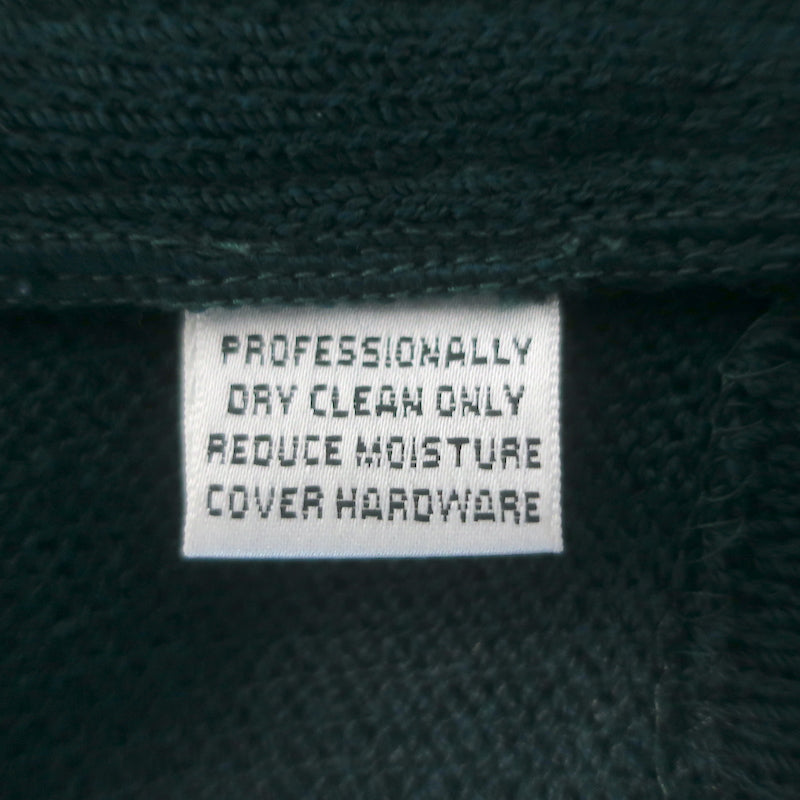 PROFESSIONALLY
DRY CLEAN ONLY
REDUCE MOISTURE
COVER HARDWARE